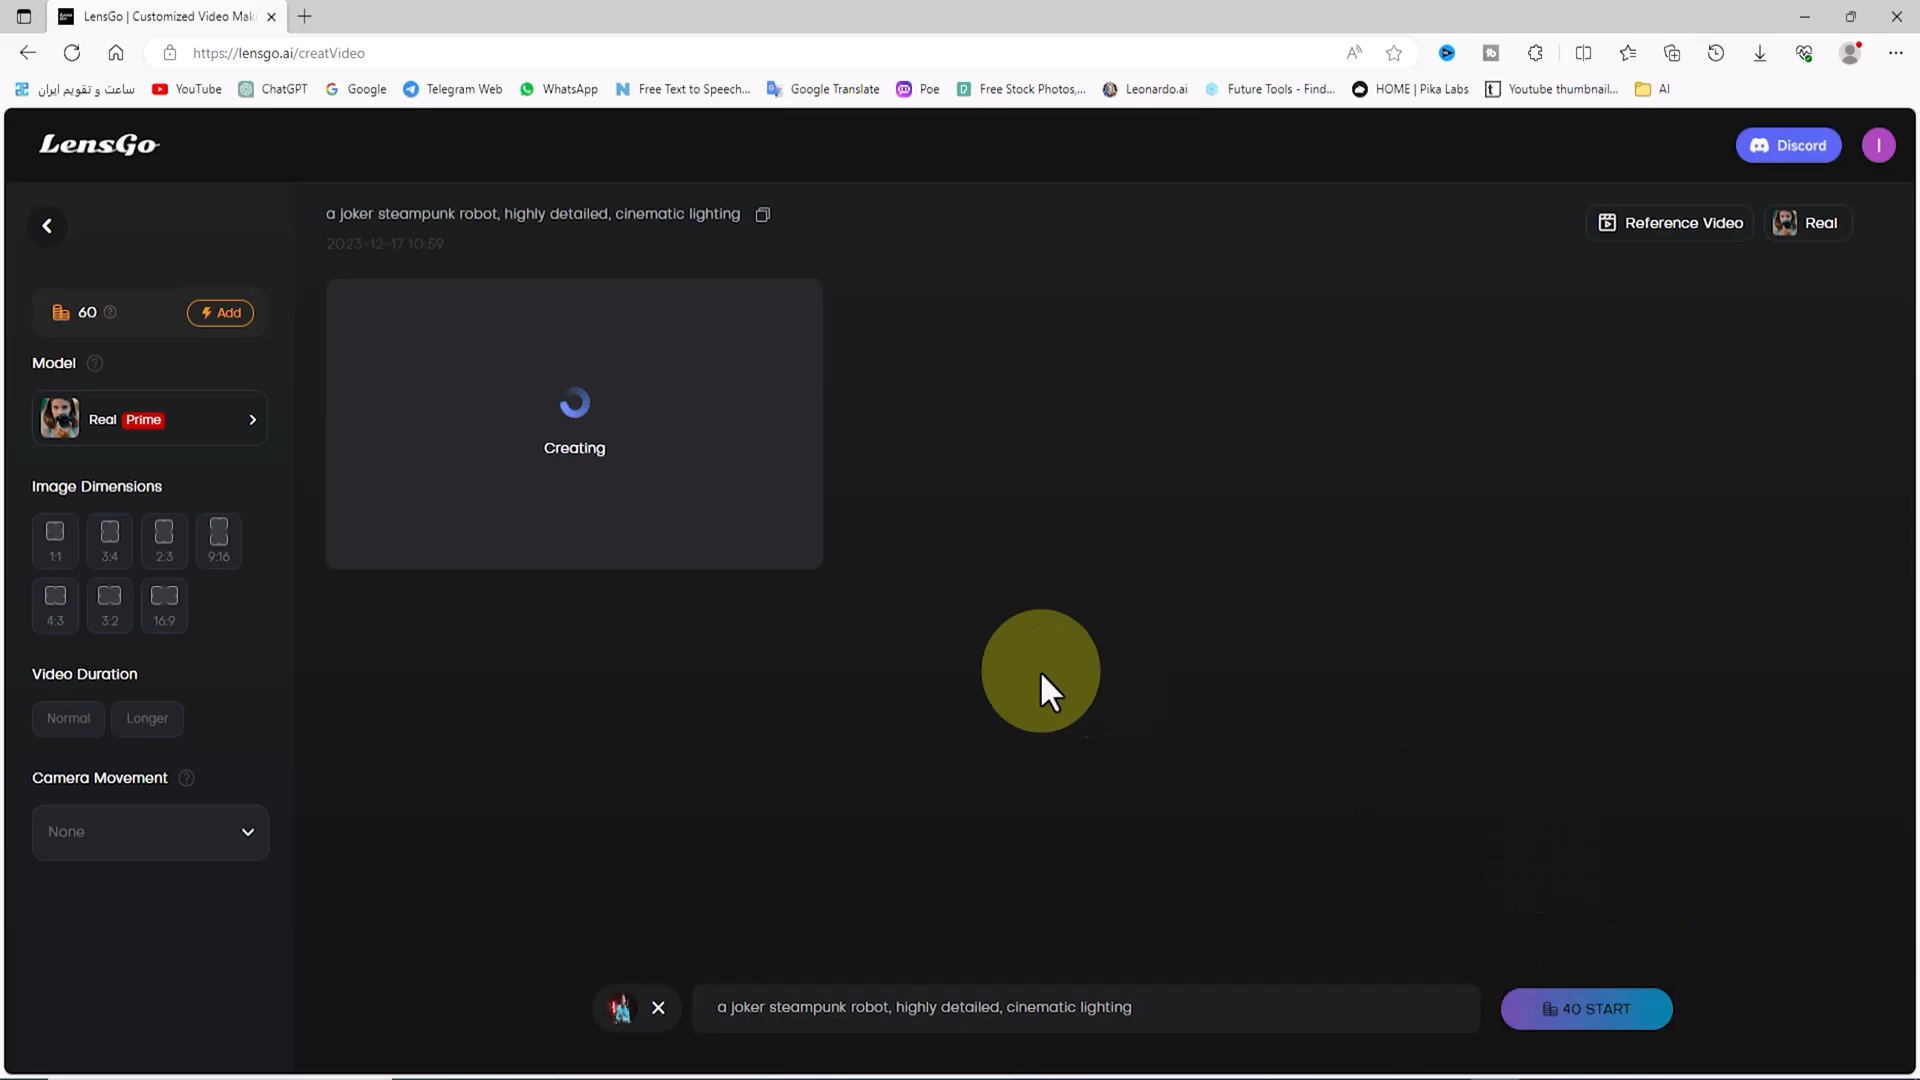 LensGo | Customized Video Mak
https://lensgo.ai/creatVideo
ساعت و تقویم ایران
YouTube
ChatGPT
Google
Telegram Web
WhatsApp
Free Text to Speech...
Google Translate
Poe
Free Stock Photos,...
Leonardo.ai
Future Tools - Find...
HOME | Pika Labs
Youtube thumbnail...
AI
LensGo
Discord
I
a joker steampunk robot, highly detailed, cinematic lighting
2023-12-17 10:59
Reference Video
Real
60
Add
Model
Real Prime
Image Dimensions
1:1 3:4 2:3 9:16
4:3 3:2 16:9
Video Duration
Normal Longer
Camera Movement
None
Creating
a joker steampunk robot, highly detailed, cinematic lighting
40 START